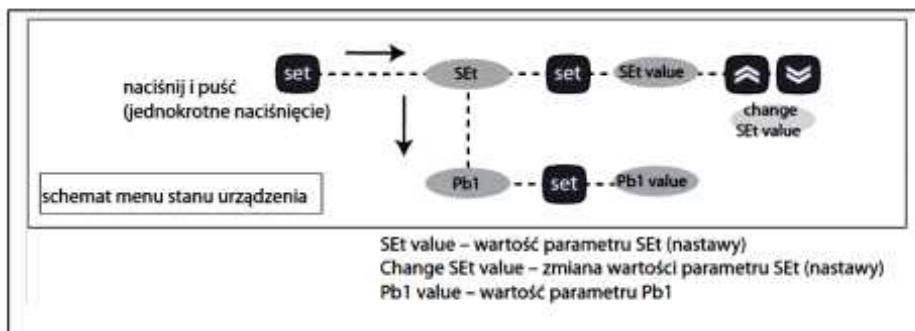 set
SEt
set
SEt value
naciśnij i puść
(jednokrotne naciśnięcie)
change
SEt value
Pb1
set
Pb1 value
schemat menu stanu urządzenia
SEt value – wartość parametru SEt (nastawy)
Change SEt value – zmiana wartości parametru SEt (nastawy)
Pb1 value – wartość parametru Pb1